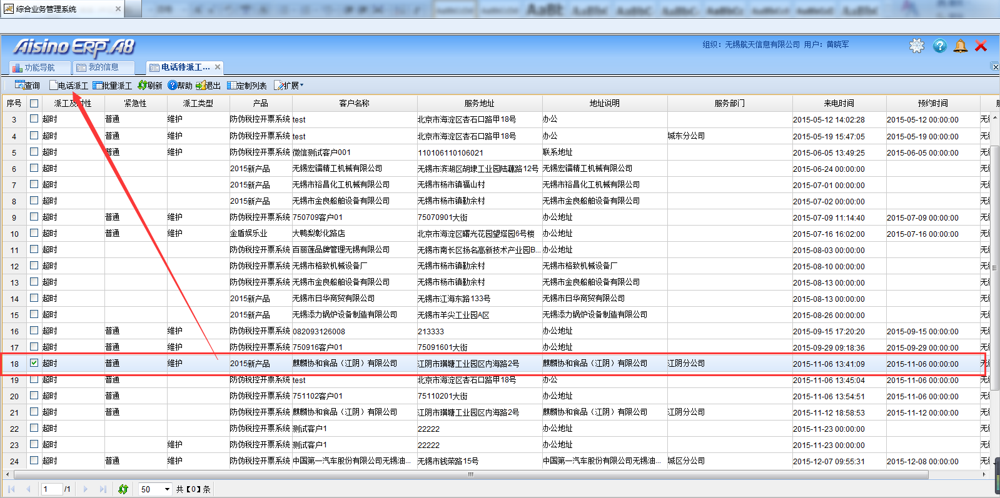 综合业务管理系统
Aisino ERP.A8
组织：无锡航天信息有限公司 用户：黄晓军
功能导航 我的信息 电话待派工...
查询 电话派工 批量派工 刷新 帮助 退出 定制列表 扩展
序号 派工及时性 紧急性 派工类型 产品 客户名称 服务地址 地址说明 服务部门 来电时间 预约时间
3 超时 普通 维护 防伪税控开票系统 test 北京市海淀区杏石口路甲18号 办公 2015-05-12 14:02:28 2015-05-12 00:00:00 无锡
4 超时 普通 维护 防伪税控开票系统 test 北京市海淀区杏石口路甲18号 办公 城东分公司 2015-05-19 15:47:05 2015-05-19 00:00:00 无锡
5 超时 普通 维护 防伪税控开票系统 微信测试客户001 110106110106021 联系地址 2015-06-05 13:49:25 2015-06-05 00:00:00 无锡
6 超时 2015新产品 无锡宏镭精工机械有限公司 无锡市滨湖区胡埭工业园陆藕路12号 无锡宏镭精工机械有限公司 2015-06-24 00:00:00 无锡
7 超时 2015新产品 无锡市裕昌化工机械有限公司 无锡市杨市镇福山村 无锡市裕昌化工机械有限公司 2015-07-01 00:00:00 无锡
8 超时 2015新产品 无锡市金良船舶设备有限公司 无锡市杨市镇勤余村 无锡市金良船舶设备有限公司 2015-07-02 00:00:00 无锡
9 超时 普通 维护 防伪税控开票系统 750709客户01 75070901大街 办公地址 2015-07-09 11:14:40 2015-07-09 00:00:00 无锡
10 超时 普通 维护 金盾娱乐业 大鸭梨彰化路店 北京市海淀区曙光花园望塔园6号楼 办公地址 2015-07-16 16:02:00 2015-07-16 00:00:00 无锡
11 超时 防伪税控开票系统 百丽莲品牌管理无锡有限公司 无锡市南长区扬名高新技术产业园B... 办公地址 2015-08-03 00:00:00 无锡
12 超时 防伪税控开票系统 无锡市格致机械设备厂 无锡市杨市镇勤余村 无锡市格致机械设备厂 2015-08-10 00:00:00 无锡
13 超时 防伪税控开票系统 无锡市金良船舶设备有限公司 无锡市杨市镇勤余村 无锡市金良船舶设备有限公司 2015-08-13 00:00:00 无锡
14 超时 2015新产品 无锡市日华商贸有限公司 无锡市江海东路133号 无锡市日华商贸有限公司 2015-08-13 00:00:00 无锡
15 超时 2015新产品 无锡添力锅炉设备制造有限公司 无锡市羊尖工业园A区 无锡添力锅炉设备制造有限公司 2015-08-26 00:00:00 无锡
16 超时 普通 维护 防伪税控开票系统 082093126008 213333 办公地址 2015-09-15 17:20:20 2015-09-15 00:00:00 无锡
17 超时 普通 维护 防伪税控开票系统 750916客户01 75091601大街 办公地址 2015-09-29 09:18:36 2015-09-29 00:00:00 无锡
18 超时 普通 维护 2015新产品 麒麟协和食品（江阴）有限公司 江阴市璜塘工业园区内海路2号 麒麟协和食品（江阴）有限公司 江阴分公司 2015-11-06 13:41:09 2015-11-06 00:00:00 无锡
19 超时 普通 防伪税控开票系统 test 北京市海淀区杏石口路甲18号 办公 2015-11-06 13:45:04 2015-11-06 00:00:00 无锡
20 超时 普通 防伪税控开票系统 751102客户01 75110201大街 办公地址 2015-11-06 13:54:51 2015-11-06 00:00:00 无锡
21 超时 普通 防伪税控开票系统 麒麟协和食品（江阴）有限公司 江阴市璜塘工业园区内海路2号 麒麟协和食品（江阴）有限公司 江阴分公司 2015-11-12 18:58:53 2015-11-12 00:00:00 无锡
22 超时 防伪税控开票系统 测试客户1 22222 办公地址 2015-11-23 00:00:00 无锡
23 超时 维护 防伪税控开票系统 测试客户1 22222 办公地址 2015-11-23 00:00:00 无锡
24 超时 普通 维护 防伪税控开票系统 中国第一汽车股份有限公司无锡油... 无锡市钱荣路15号 中国第一汽车股份有限公司无锡油... 城区分公司 2015-12-07 09:55:31 2015-12-08 00:00:00 无锡
1 /1 50 共【0】条